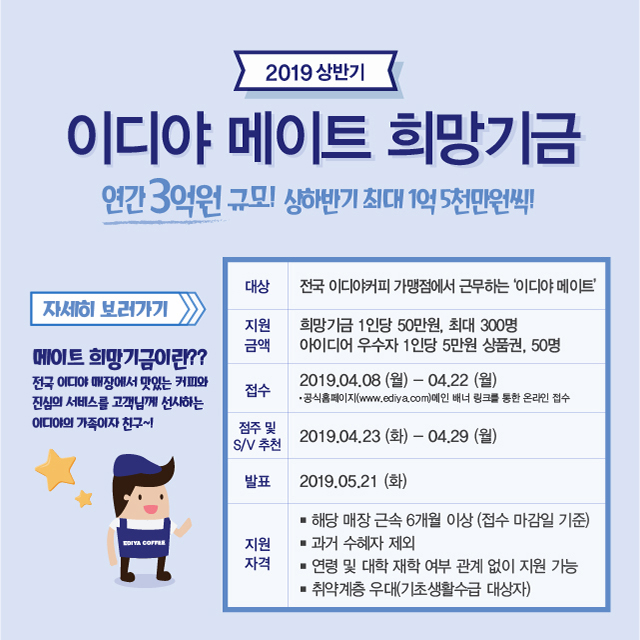 2019 상반기
이디야 메이트 희망기금
연간 3억원 규모! 상하반기 최대 1억 5천만원씩!
자세히 보러가기
메이트 희망기금이란??
전국 이디야 매장에서 맛있는 커피와
진심의 서비스를 고객님께 선사하는
이디야의 가족이자 친구~!
EDIYA COFFEE
대상 전국 이디야커피 가맹점에서 근무하는 '이디야 메이트'
지원 금액
희망기금 1인당 50만원, 최대 300명
아이디어 우수자 1인당 5만원 상품권, 50명
접수 2019.04.08 (월) - 04.22 (월)
•공식홈페이지(www.ediya.com)메인 배너 링크를 통한 온라인 접수
점주 및
S/V 추천
2019.04.23 (화) - 04.29 (월)
발표 2019.05.21 (화)
지원
자격
▪ 해당 매장 근속 6개월 이상 (접수 마감일 기준)
▪ 과거 수혜자 제외
▪ 연령 및 대학 재학 여부 관계 없이 지원 가능
▪ 취약계층 우대(기초생활수급 대상자)